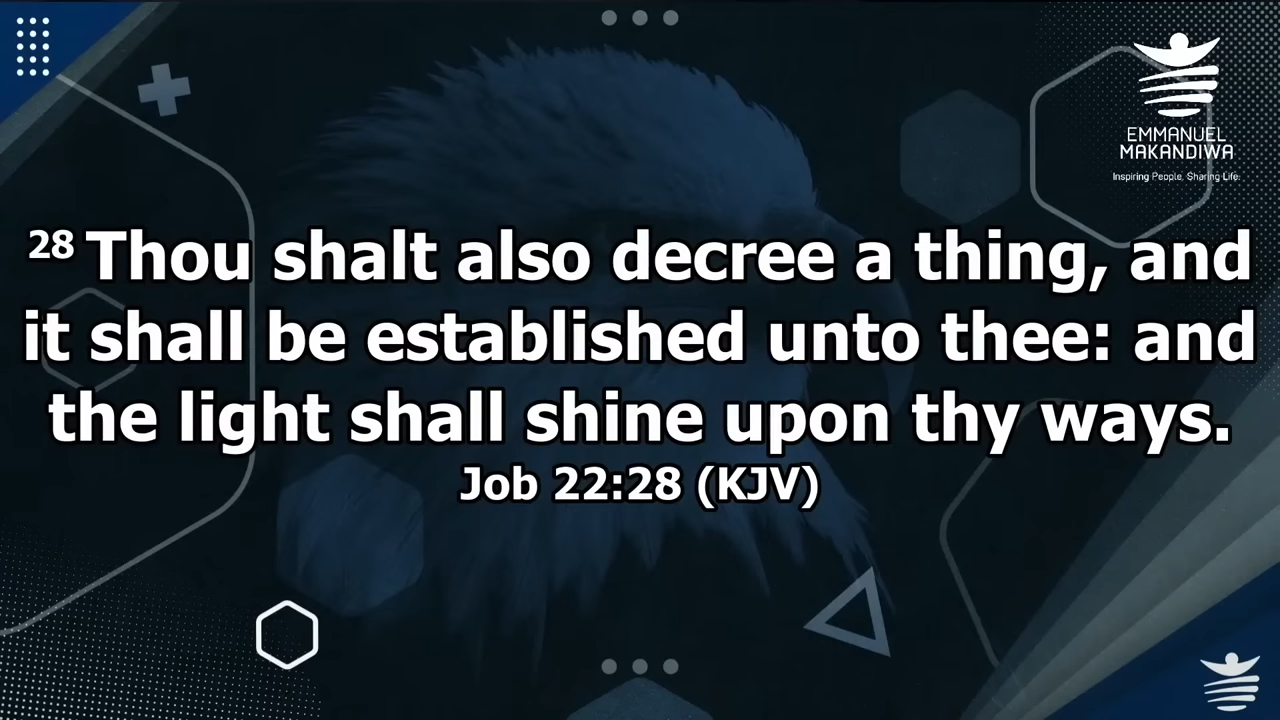 EMMANUEL
MAKANDIWA
Inspiring People. Sharing Life.
28 Thou shalt also decree a thing, and
it shall be established unto thee: and
the light shall shine upon thy ways.
Job 22:28 (KJV)